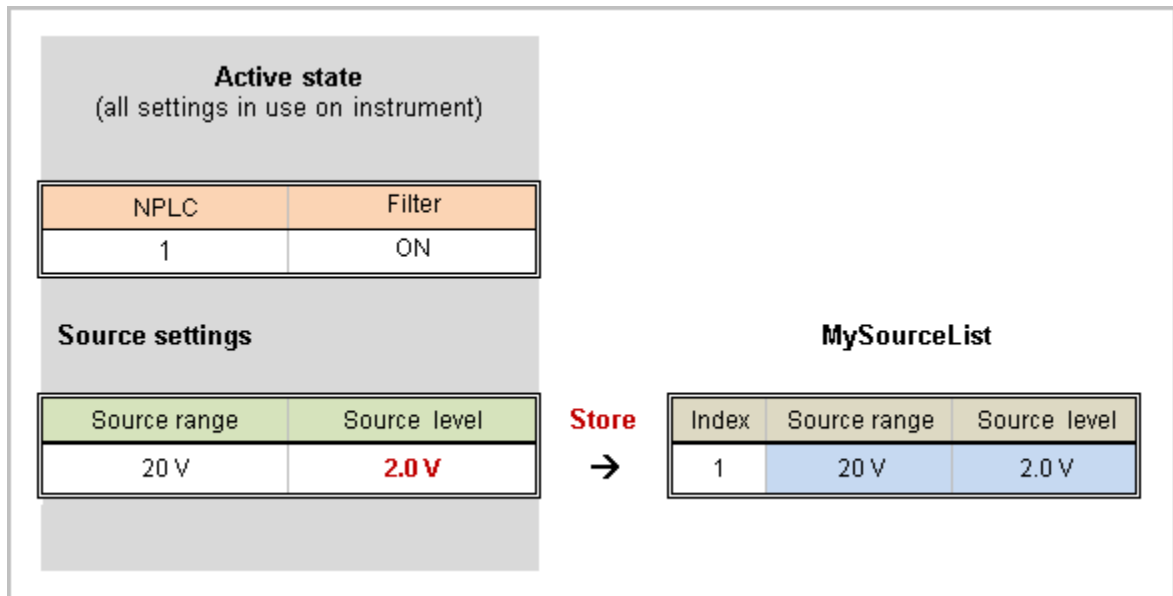 Active state
(all settings in use on instrument)
NPLC Filter
1 ON
Source settings
MySourceList
Source range Source level
Store
Index Source range Source level
20 V 2.0 V
→
1 20 V 2.0 V